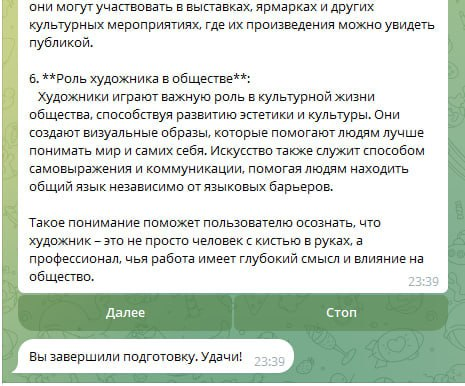 они могут участвовать в выставках, ярмарках и других
культурных мероприятиях, где их произведения можно увидеть
публикой.
6. **Роль художника в обществе**:
Художники играют важную роль в культурной жизни
общества, способствуя развитию эстетики и культуры. Они
создают визуальные образы, которые помогают людям лучше
понимать мир и самих себя. Искусство также служит способом
самовыражения и коммуникации, помогая людям находить
общий язык независимо от языковых барьеров.
Такое понимание поможет пользователю осознать, что
художник – это не просто человек с кистью в руках, а
профессионал, чья работа имеет глубокий смысл и влияние на
общество.
23:39
Далее Стоп
Вы завершили подготовку. Удачи! 23:39